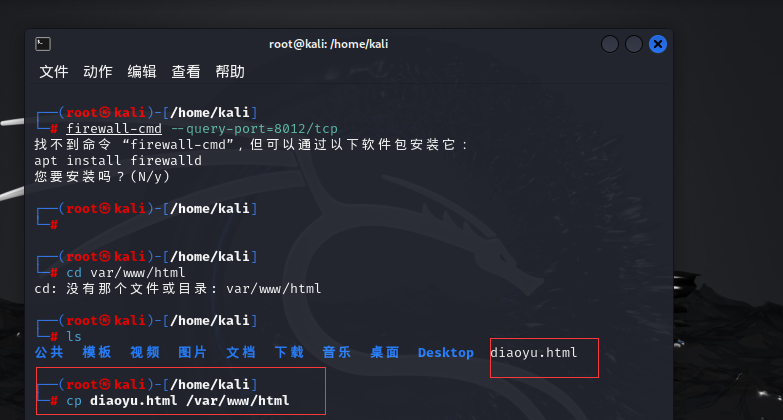 root@kali: /home/kali
文件 动作 编辑 查看 帮助
┌──(root㉿kali)-[/home/kali]
└─# firewall-cmd --query-port=8012/tcp
找不到命令 “firewall-cmd”，但可以通过以下软件包安装它：
apt install firewalld
您要安装吗？(N/y)
┌──(root㉿kali)-[/home/kali]
└─#
┌──(root㉿kali)-[/home/kali]
└─# cd var/www/html
cd: 没有那个文件或目录: var/www/html
┌──(root㉿kali)-[/home/kali]
└─# ls
公共 模板 视频 图片 文档 下载 音乐 桌面 Desktop diaoyu.html
┌──(root㉿kali)-[/home/kali]
└─# cp diaoyu.html /var/www/html